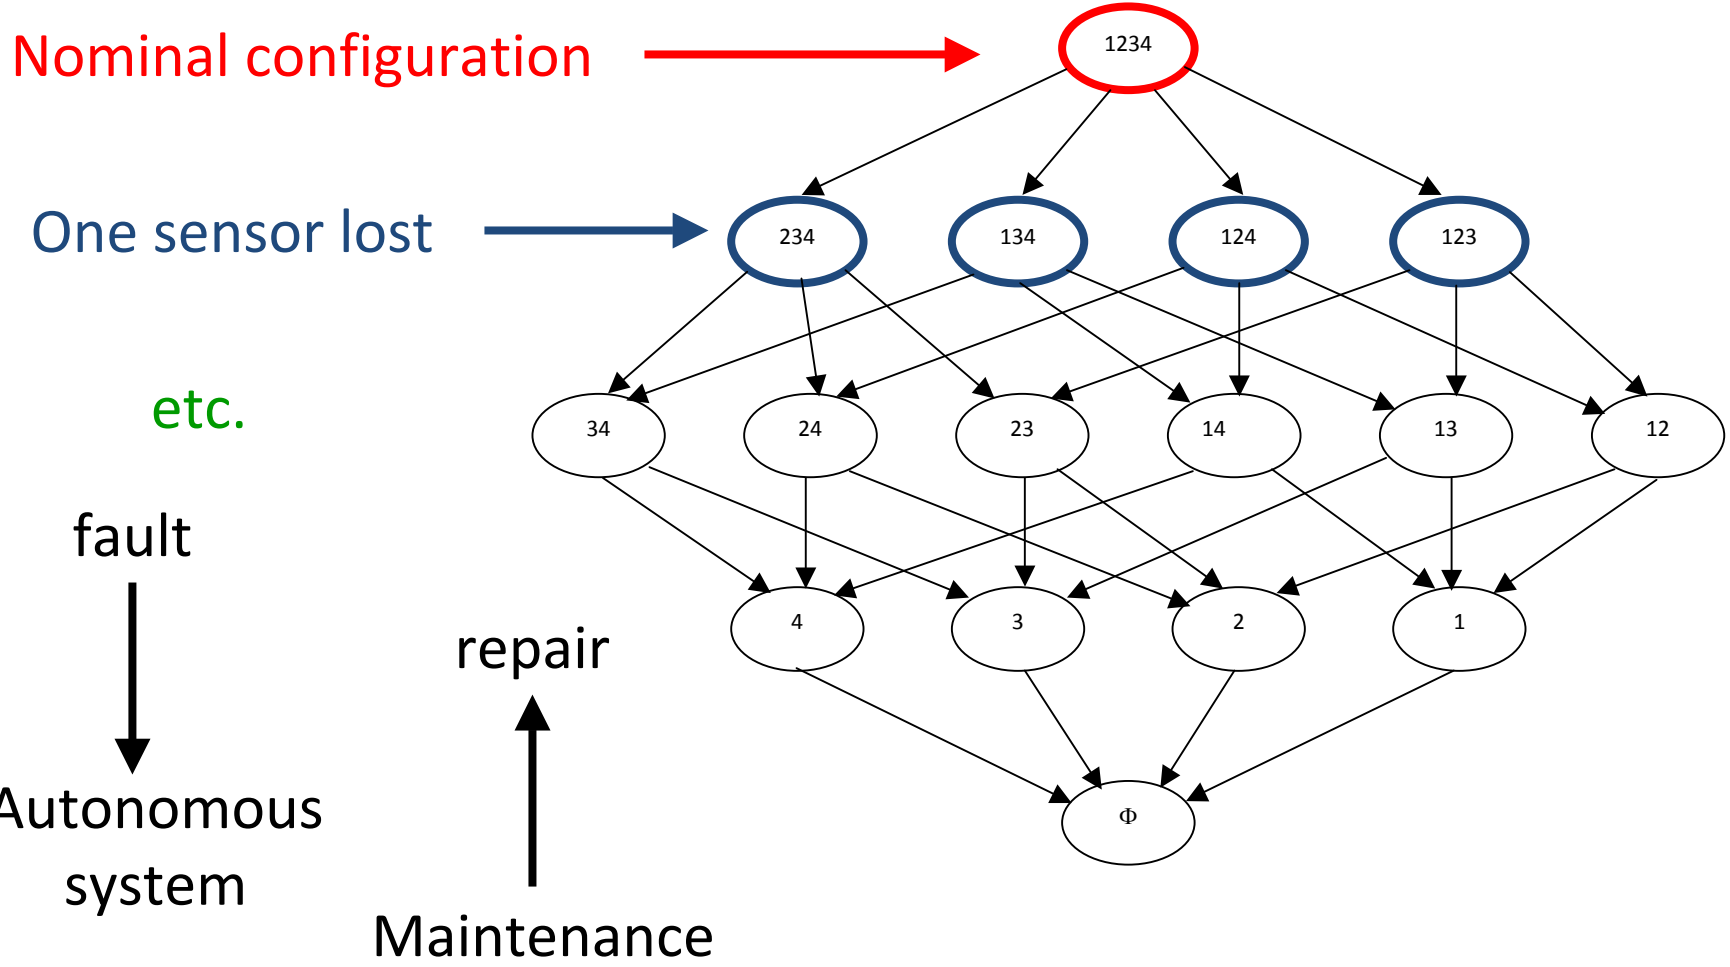 Nominal configuration
1234
One sensor lost
234 134 124 123
etc.
34 24 23 14 13 12
fault
4 3 2 1
repair
Autonomous
system
Φ
Maintenance